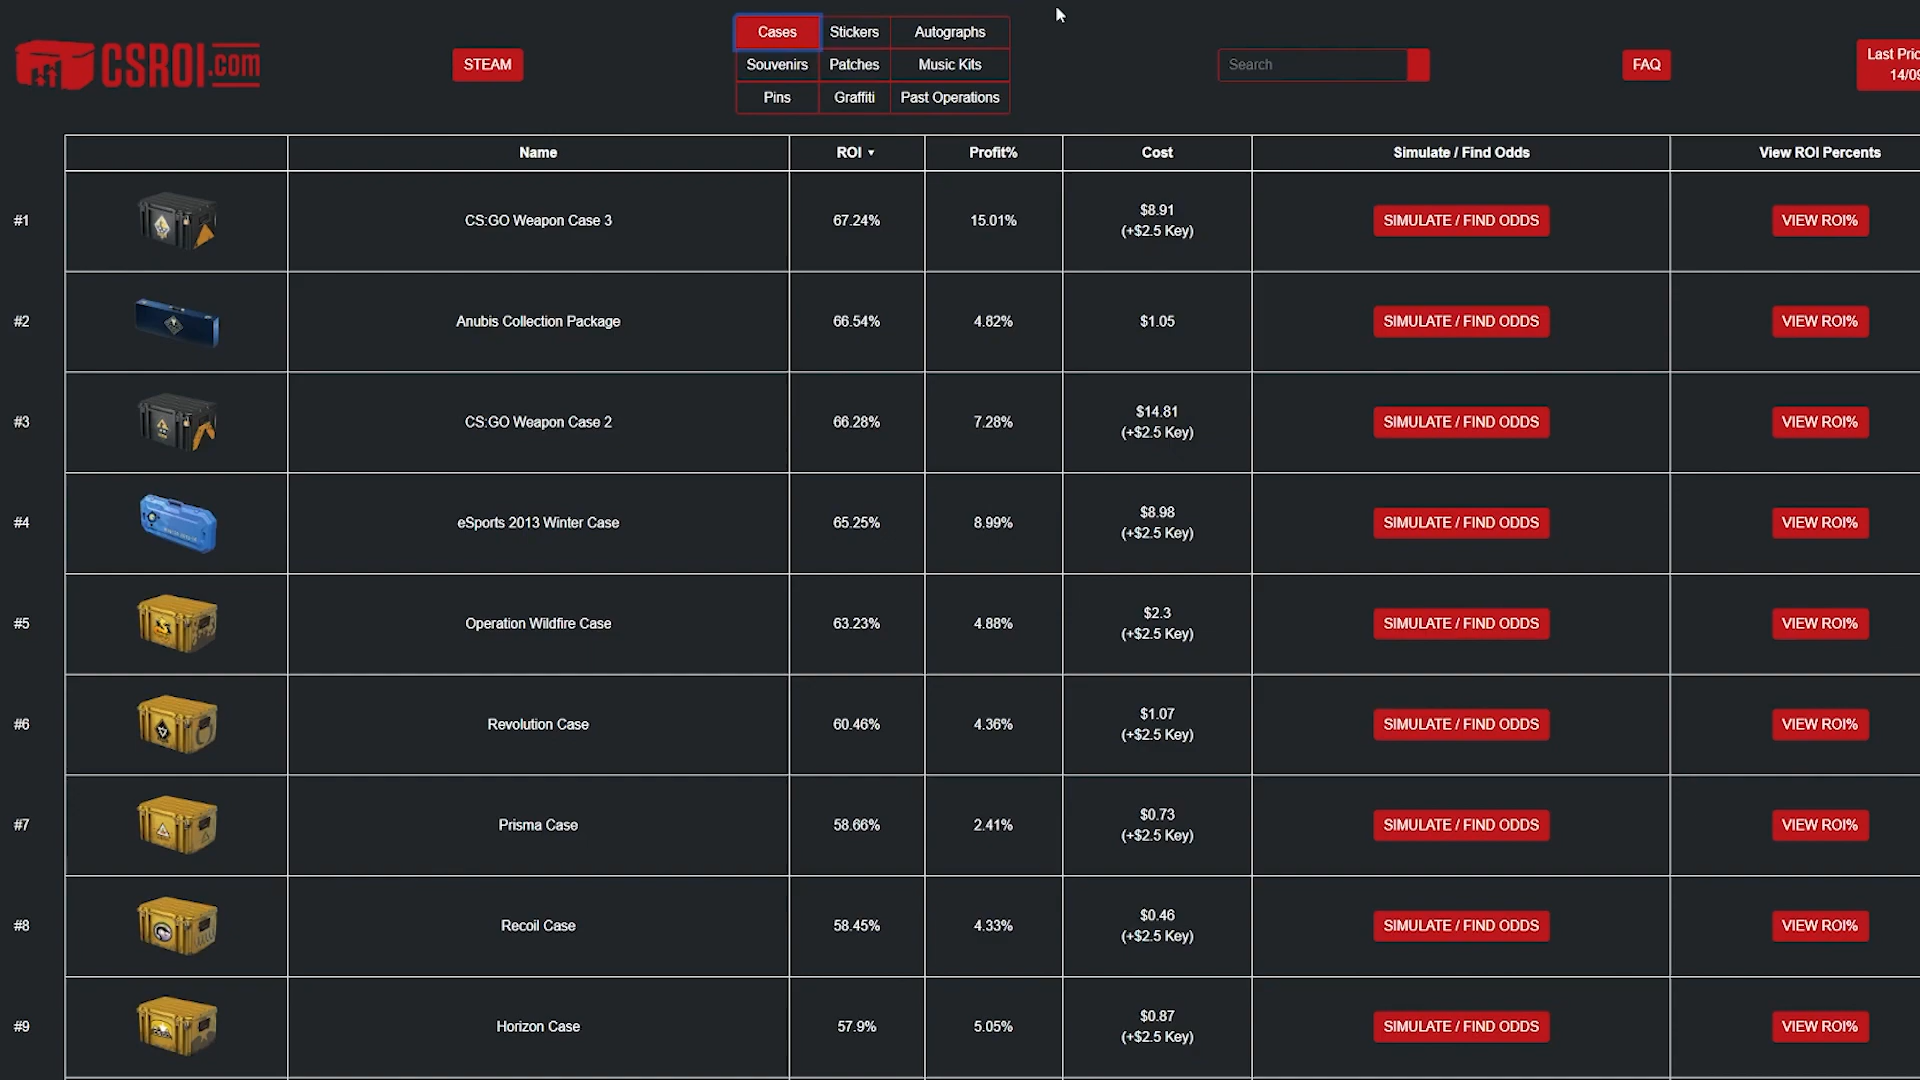 CSROI.com
STEAM
Cases Stickers Autographs
Souvenirs Patches Music Kits
Pins Graffiti Past Operations
Search
FAQ
Last Pric
14/09
Name ROI ▼ Profit% Cost Simulate / Find Odds View ROI Percents
#1 CS:GO Weapon Case 3 67.24% 15.01% $8.91 (+$2.5 Key) SIMULATE / FIND ODDS VIEW ROI%
#2 Anubis Collection Package 66.54% 4.82% $1.05 SIMULATE / FIND ODDS VIEW ROI%
#3 CS:GO Weapon Case 2 66.28% 7.28% $14.81 (+$2.5 Key) SIMULATE / FIND ODDS VIEW ROI%
#4 eSports 2013 Winter Case 65.25% 8.99% $8.98 (+$2.5 Key) SIMULATE / FIND ODDS VIEW ROI%
#5 Operation Wildfire Case 63.23% 4.88% $2.3 (+$2.5 Key) SIMULATE / FIND ODDS VIEW ROI%
#6 Revolution Case 60.46% 4.36% $1.07 (+$2.5 Key) SIMULATE / FIND ODDS VIEW ROI%
#7 Prisma Case 58.66% 2.41% $0.73 (+$2.5 Key) SIMULATE / FIND ODDS VIEW ROI%
#8 Recoil Case 58.45% 4.33% $0.46 (+$2.5 Key) SIMULATE / FIND ODDS VIEW ROI%
#9 Horizon Case 57.9% 5.05% $0.87 (+$2.5 Key) SIMULATE / FIND ODDS VIEW ROI%